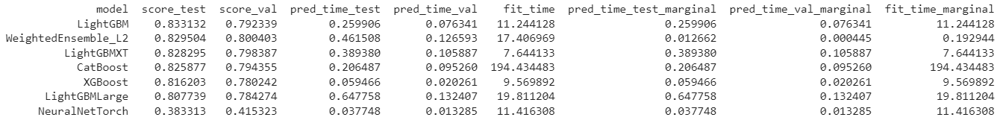 model score_test score_val pred_time_test pred_time_val fit_time pred_time_test_marginal pred_time_val_marginal fit_time_marginal
LightGBM 0.833132 0.792339 0.259906 0.076341 11.244128 0.259906 0.076341 11.244128
WeightedEnsemble_L2 0.829504 0.800403 0.461508 0.126593 17.406969 0.012662 0.000445 0.192944
LightGBMXT 0.828295 0.798387 0.389380 0.105887 7.644133 0.389380 0.105887 7.644133
CatBoost 0.825877 0.794355 0.206487 0.095260 194.434483 0.206487 0.095260 194.434483
XGBoost 0.816203 0.780242 0.059466 0.020261 9.569892 0.059466 0.020261 9.569892
LightGBMLarge 0.807739 0.784274 0.647758 0.132407 19.811204 0.647758 0.132407 19.811204
NeuralNetTorch 0.383313 0.415323 0.037748 0.013285 11.416308 0.037748 0.013285 11.416308